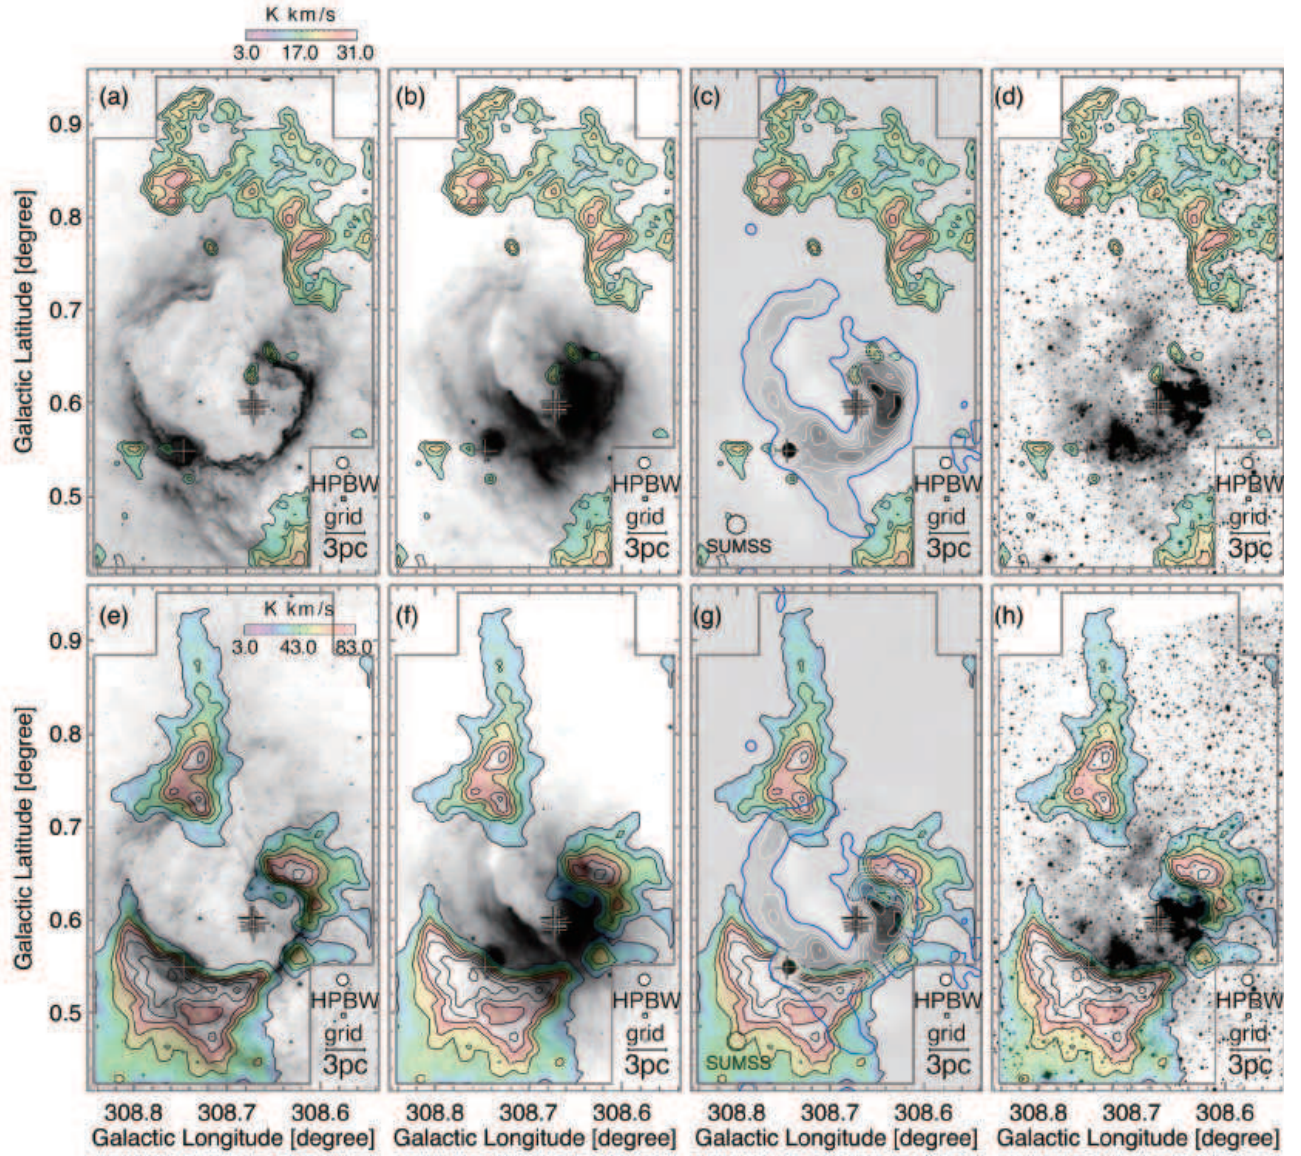 K km/s
3.0 17.0 31.0
(a) (b) (c) (d)
0.9
0.8
0.7
0.6
0.5
Galactic Latitude [degree]
HPBW HPBW HPBW HPBW
grid grid grid grid
3pc 3pc 3pc 3pc
SUMSS
(e) (f) (g) (h)
K km/s
3.0 43.0 83.0
0.9
0.8
0.7
0.6
0.5
Galactic Latitude [degree]
HPBW HPBW HPBW HPBW
grid grid grid grid
3pc 3pc 3pc 3pc
SUMSS
308.8 308.7 308.6 308.8 308.7 308.6 308.8 308.7 308.6 308.8 308.7 308.6
Galactic Longitude [degree] Galactic Longitude [degree] Galactic Longitude [degree] Galactic Longitude [degree]